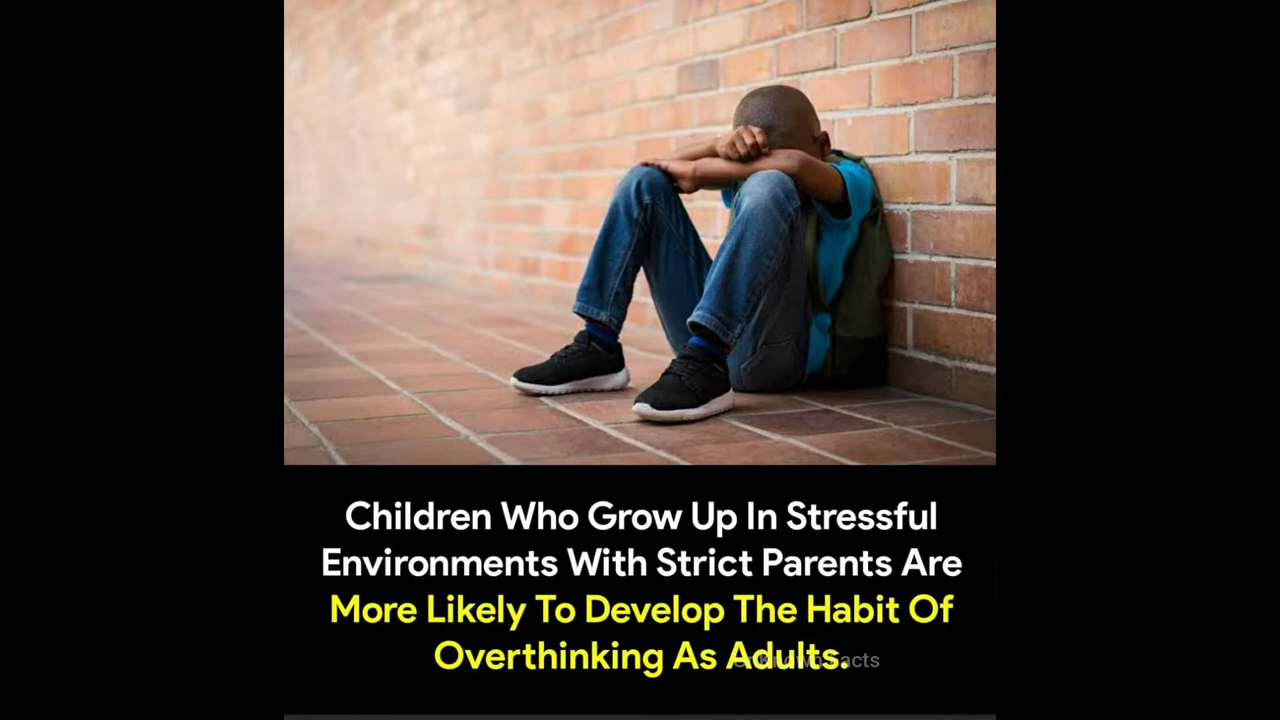 Children Who Grow Up In Stressful
Environments With Strict Parents Are
More Likely To Develop The Habit Of
Overthinking As Adults.